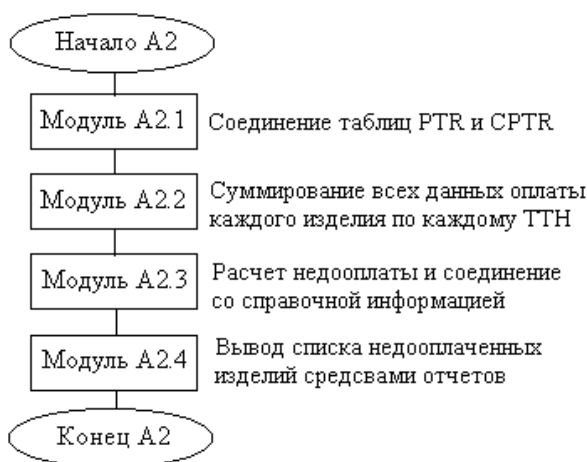 Начало А2
Модуль А2.1
Соединение таблиц PTR и CPTR
Модуль А2.2
Суммирование всех данных оплаты
каждого изделия по каждому ТТН
Модуль А2.3
Расчет недооплаты и соединение
со справочной информацией
Модуль А2.4
Вывод списка недооплаченных
изделий средсвами отчетов
Конец А2